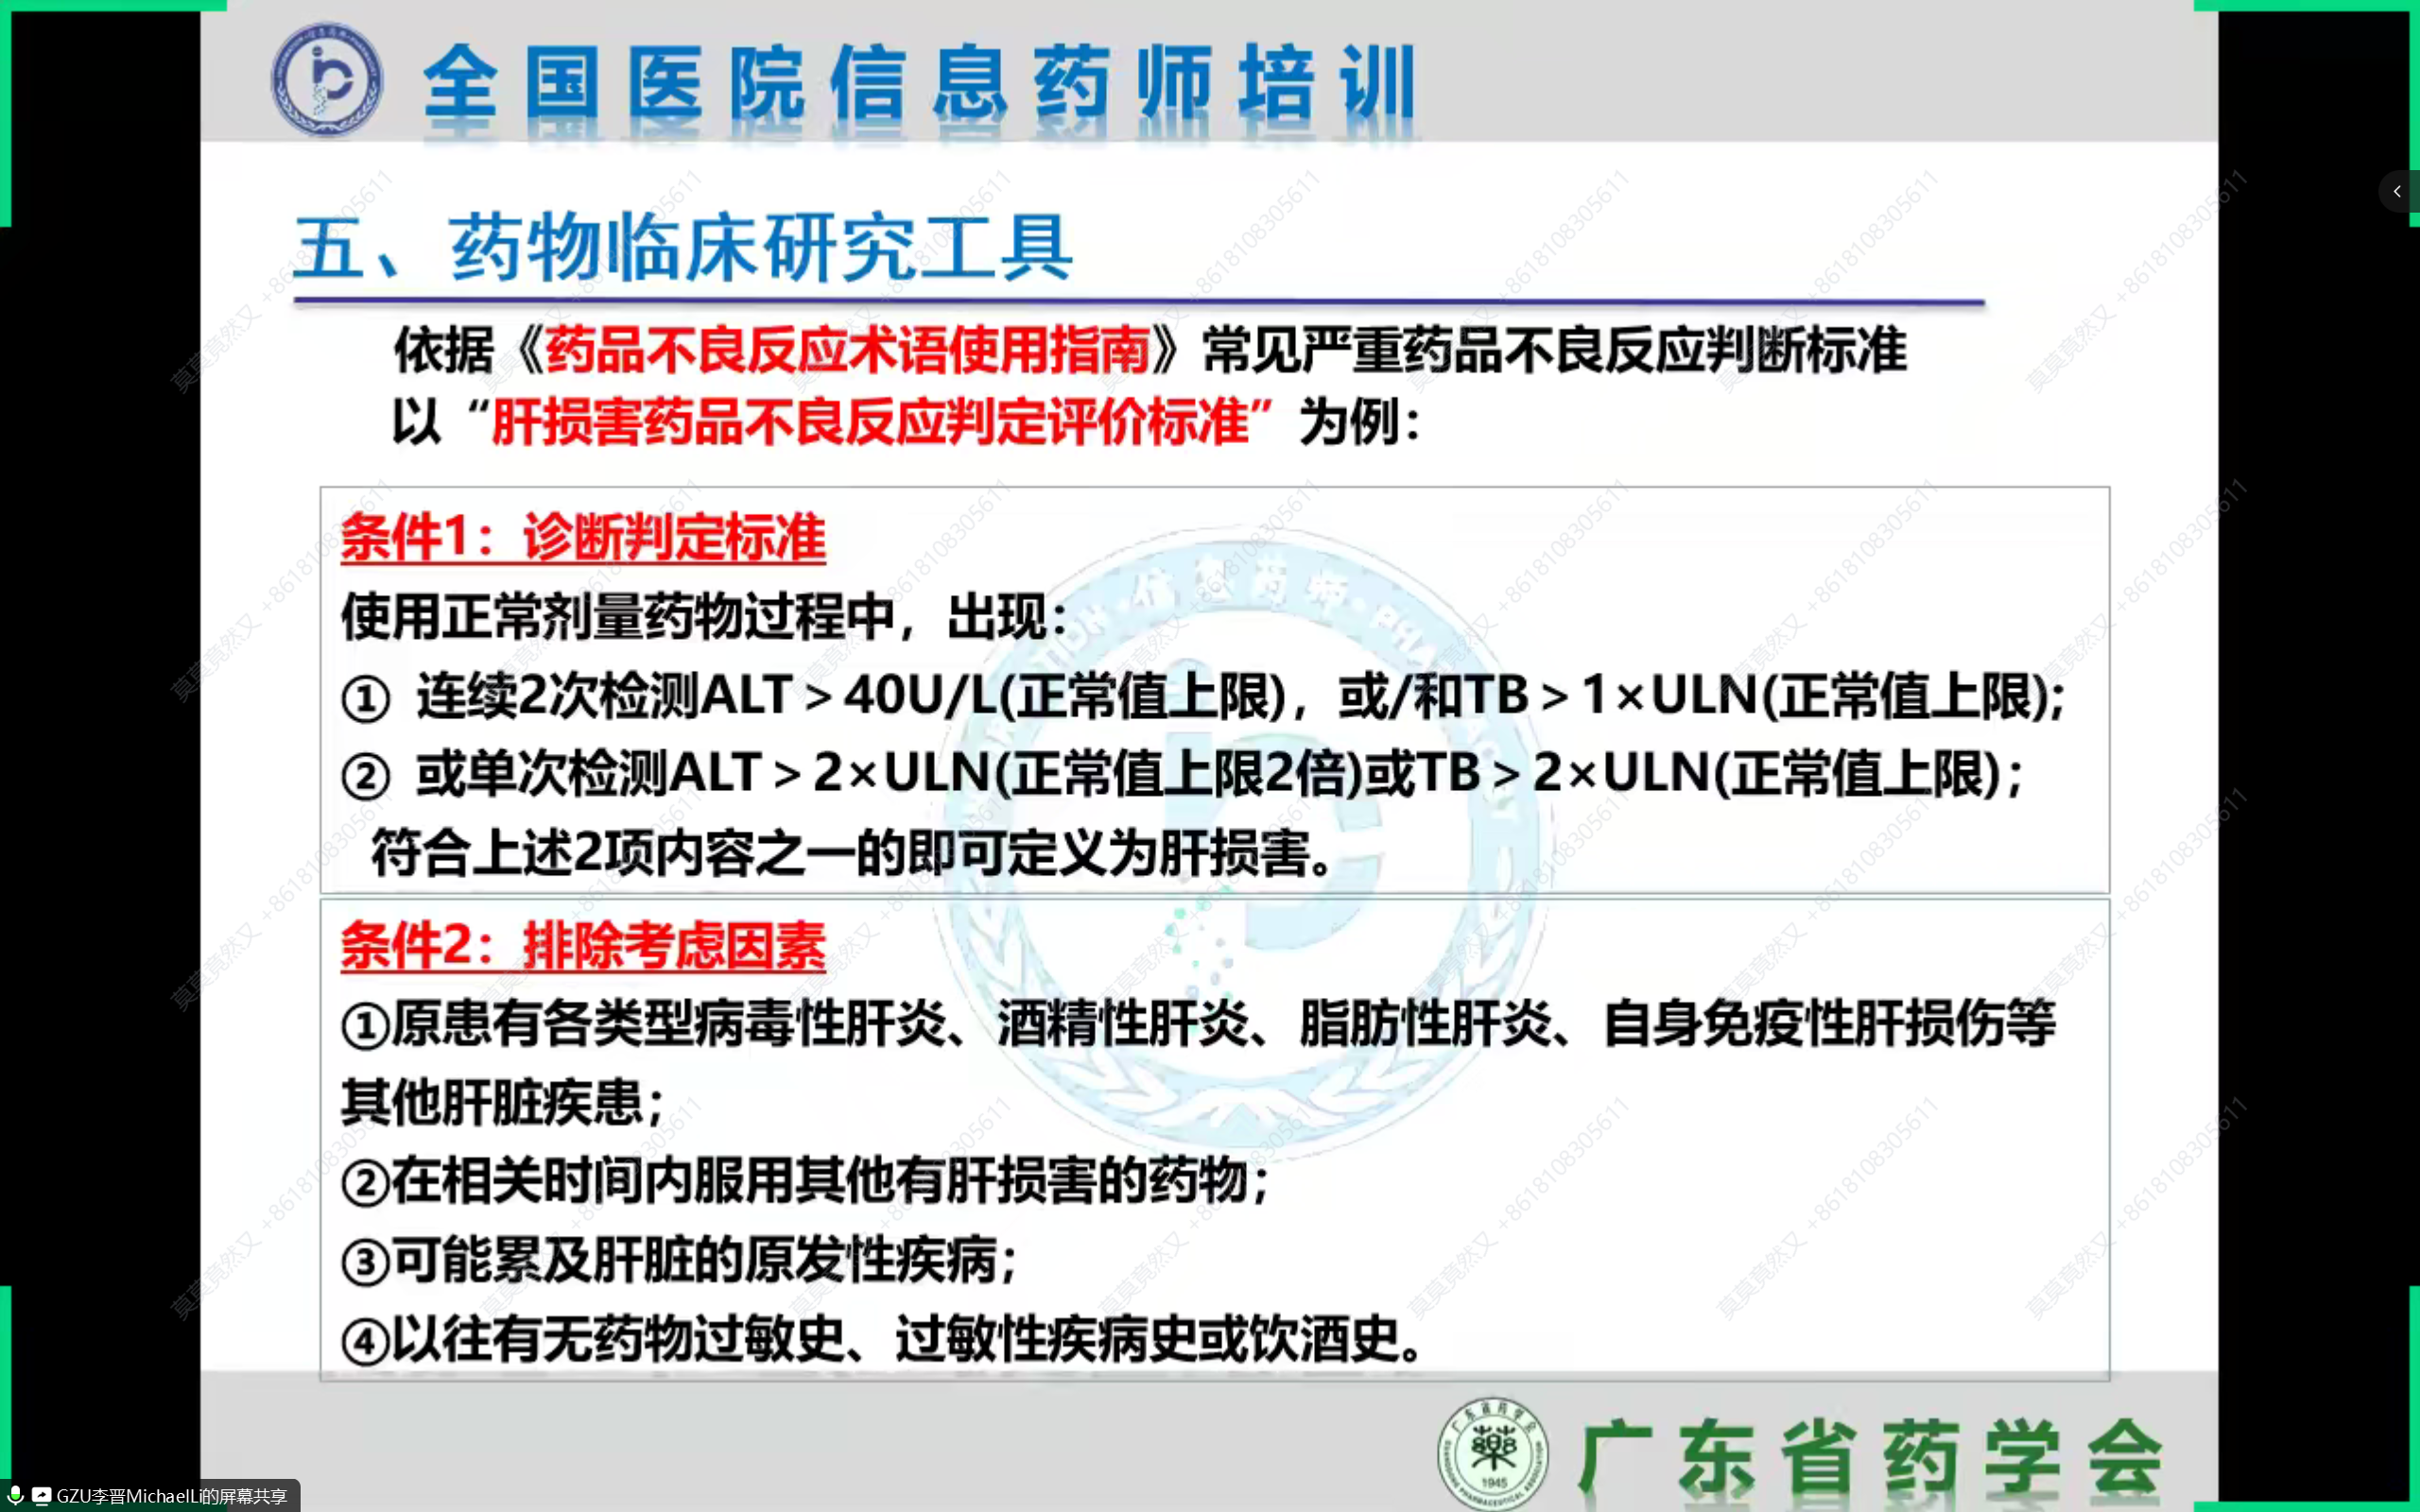 全国医院信息药师培训
五、药物临床研究工具
依据《药品不良反应术语使用指南》常见严重药品不良反应判断标准
以“肝损害药品不良反应判定评价标准”为例：
条件1：诊断判定标准
使用正常剂量药物过程中，出现：
① 连续2次检测ALT＞40U/L(正常值上限)，或/和TB＞1×ULN(正常值上限);
② 或单次检测ALT＞2×ULN(正常值上限2倍)或TB＞2×ULN(正常值上限)；
符合上述2项内容之一的即可定义为肝损害。
条件2：排除考虑因素
①原患有各类型病毒性肝炎、酒精性肝炎、脂肪性肝炎、自身免疫性肝损伤等
其他肝脏疾患；
②在相关时间内服用其他有肝损害的药物；
③可能累及肝脏的原发性疾病；
④以往有无药物过敏史、过敏性疾病史或饮酒史。
广东省药学会
1945
GZU李晋MichaelLi的屏幕共享
莫莫竟然又 +8618108305611